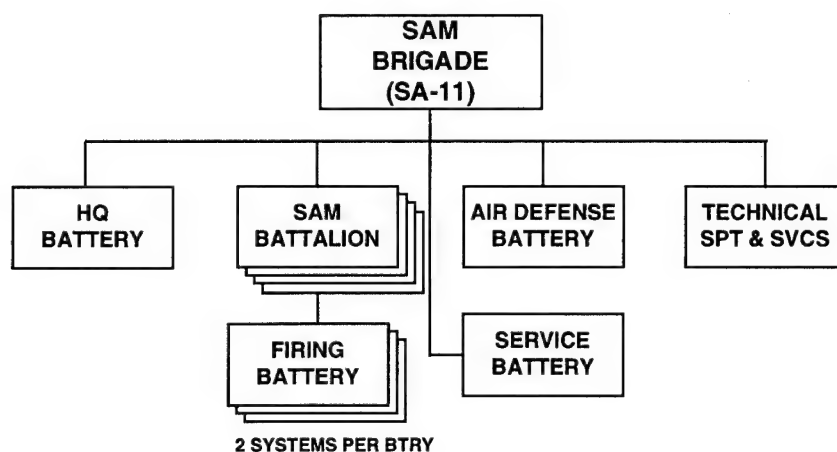 SAM
BRIGADE
(SA-11)
HQ
BATTERY
SAM
BATTALION
AIR DEFENSE
BATTERY
TECHNICAL
SPT & SVCS
FIRING
BATTERY
SERVICE
BATTERY
2 SYSTEMS PER BTRY